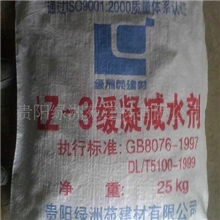 通过ISO9001:2000质量体系认证
绿洲苑建材
LZ-3缓凝减水剂
执行标准:GB8076-1997
DL/T5100-1999
净 重: 25kg
贵阳绿洲苑建材有限公司